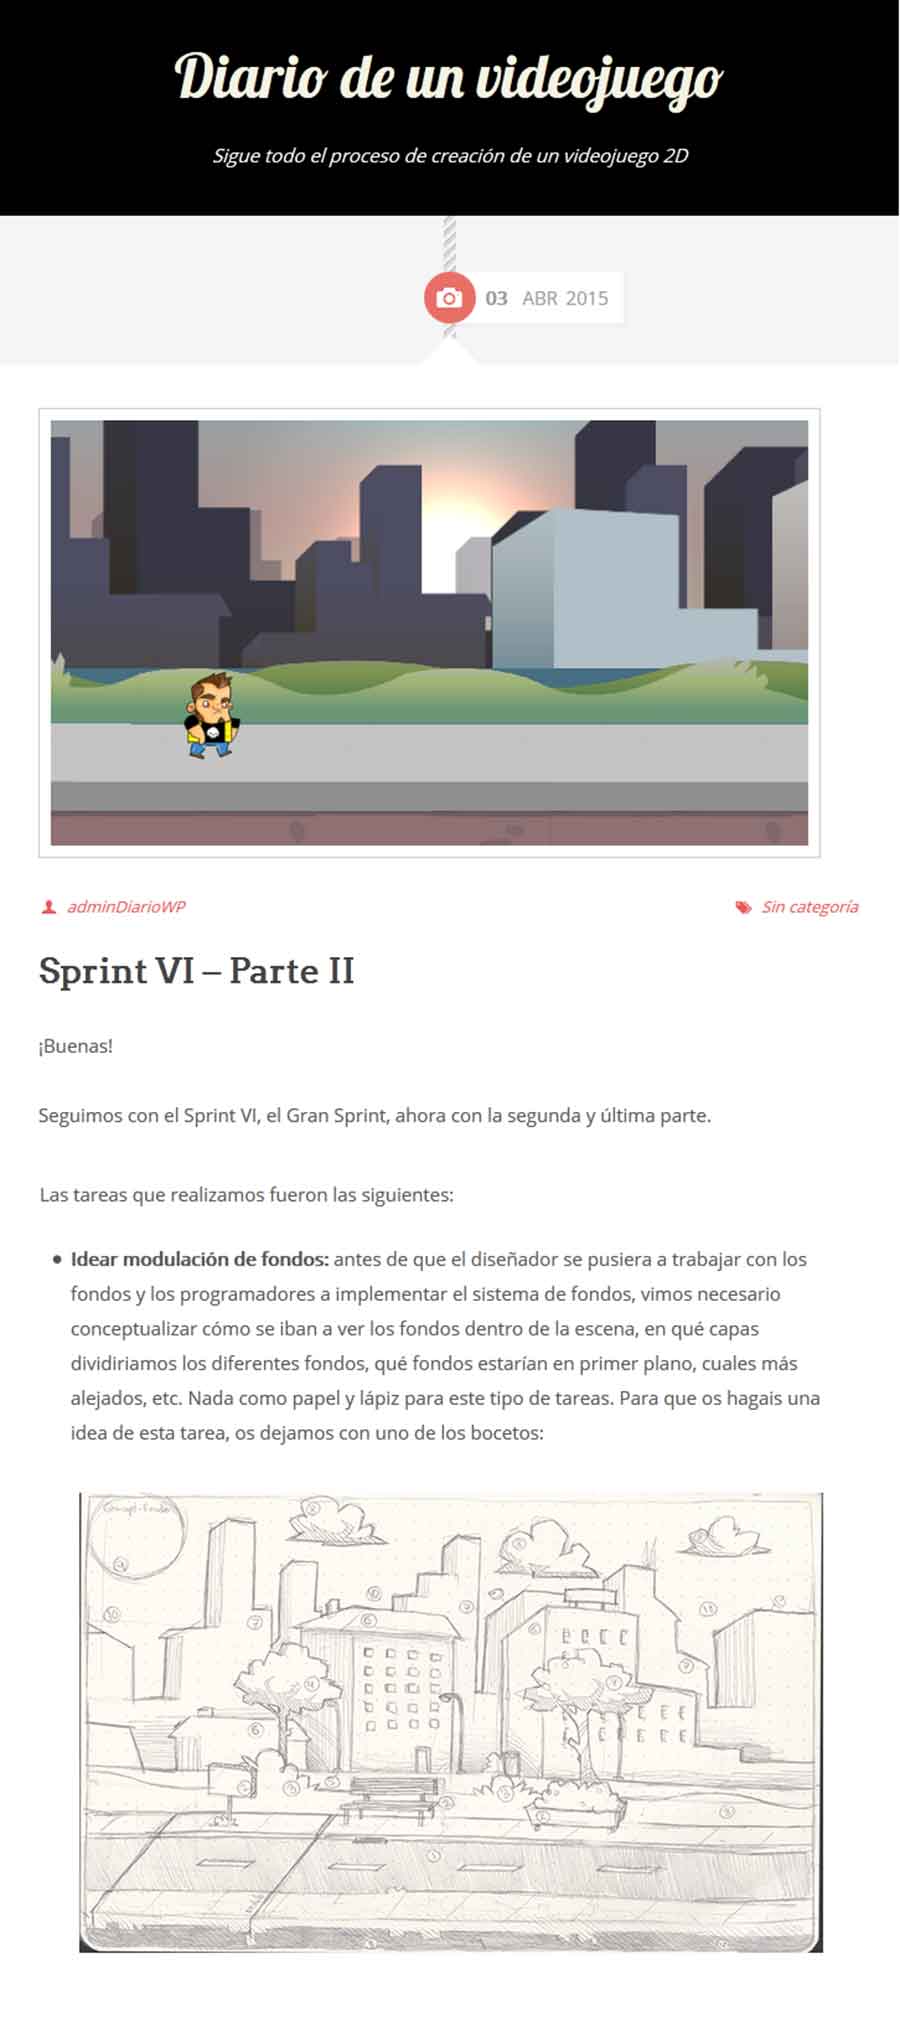 Diario de un videojuego
Sigue todo el proceso de creación de un videojuego 2D
03 ABR 2015
adminDiarioWP
Sin categoría
Sprint VI – Parte II
¡Buenas!
Seguimos con el Sprint VI, el Gran Sprint, ahora con la segunda y última parte.
Las tareas que realizamos fueron las siguientes:
Idear modulación de fondos: antes de que el diseñador se pusiera a trabajar con los
fondos y los programadores a implementar el sistema de fondos, vimos necesario
conceptualizar cómo se iban a ver los fondos dentro de la escena, en qué capas
dividiriamos los diferentes fondos, qué fondos estarían en primer plano, cuales más
alejados, etc. Nada como papel y lápiz para este tipo de tareas. Para que os hagais una
idea de esta tarea, os dejamos con uno de los bocetos: